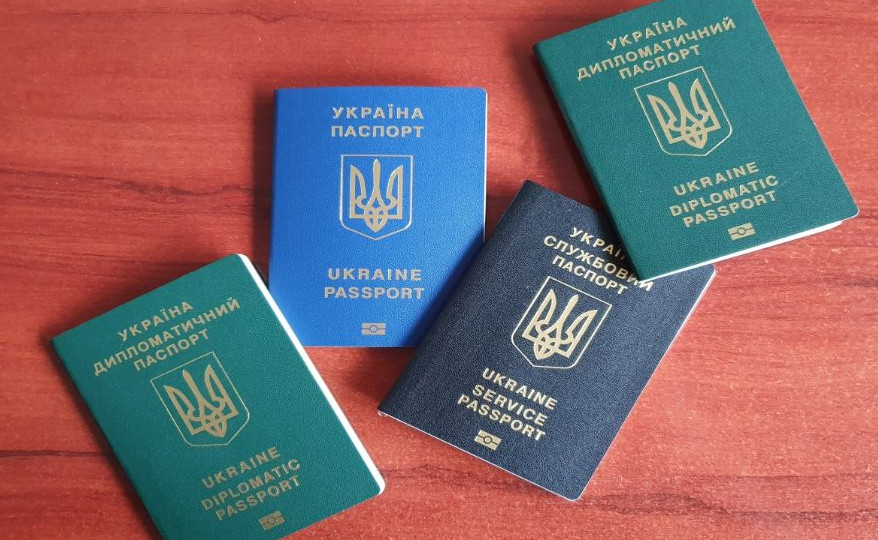 УКРАЇНА
ПАСПОРТ
UKRAINE
PASSPORT
УКРАЇНА
ДИПЛОМАТИЧНИЙ
ПАСПОРТ
UKRAINE
DIPLOMATIC
PASSPORT
УКРАЇНА
ДИПЛОМАТИЧНИЙ
ПАСПОРТ
UKRAINE
DIPLOMATIC
PASSPORT
УКРАЇН
СЛУЖБОВИЙ
ПАСПОРТ
UKRAINE
SERVICE
PASSPORT